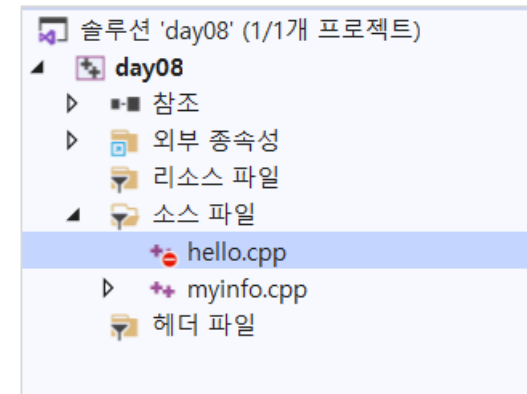 솔루션 'day08' (1/1개 프로젝트)
day08
참조
외부 종속성
리소스 파일
소스 파일
hello.cpp
myinfo.cpp
헤더 파일